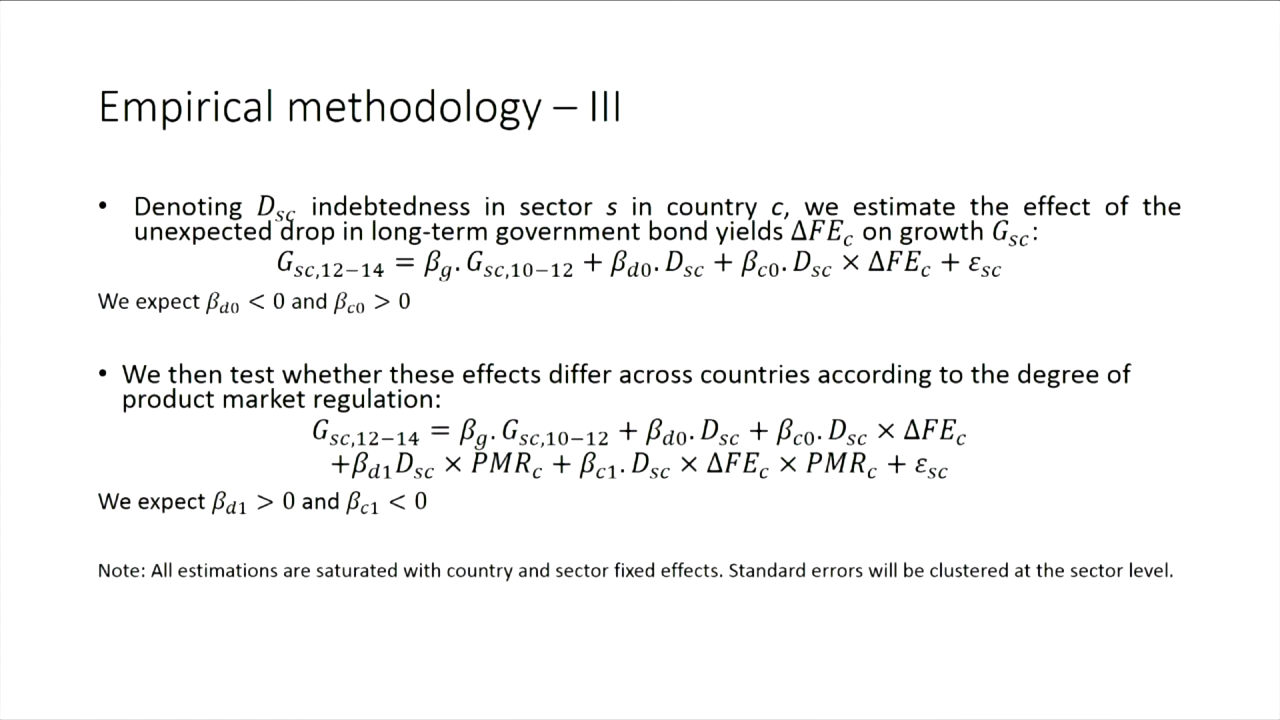 Empirical methodology – III
• Denoting D_sc indebtedness in sector s in country c, we estimate the effect of the
unexpected drop in long-term government bond yields ΔFE_c on growth G_sc:
G_sc,12−14 = β_g. G_sc,10−12 + β_d0. D_sc + β_c0. D_sc × ΔFE_c + ε_sc
We expect β_d0 < 0 and β_c0 > 0
• We then test whether these effects differ across countries according to the degree of
product market regulation:
G_sc,12−14 = β_g. G_sc,10−12 + β_d0. D_sc + β_c0. D_sc × ΔFE_c
+β_d1 D_sc × PMR_c + β_c1. D_sc × ΔFE_c × PMR_c + ε_sc
We expect β_d1 > 0 and β_c1 < 0
Note: All estimations are saturated with country and sector fixed effects. Standard errors will be clustered at the sector level.